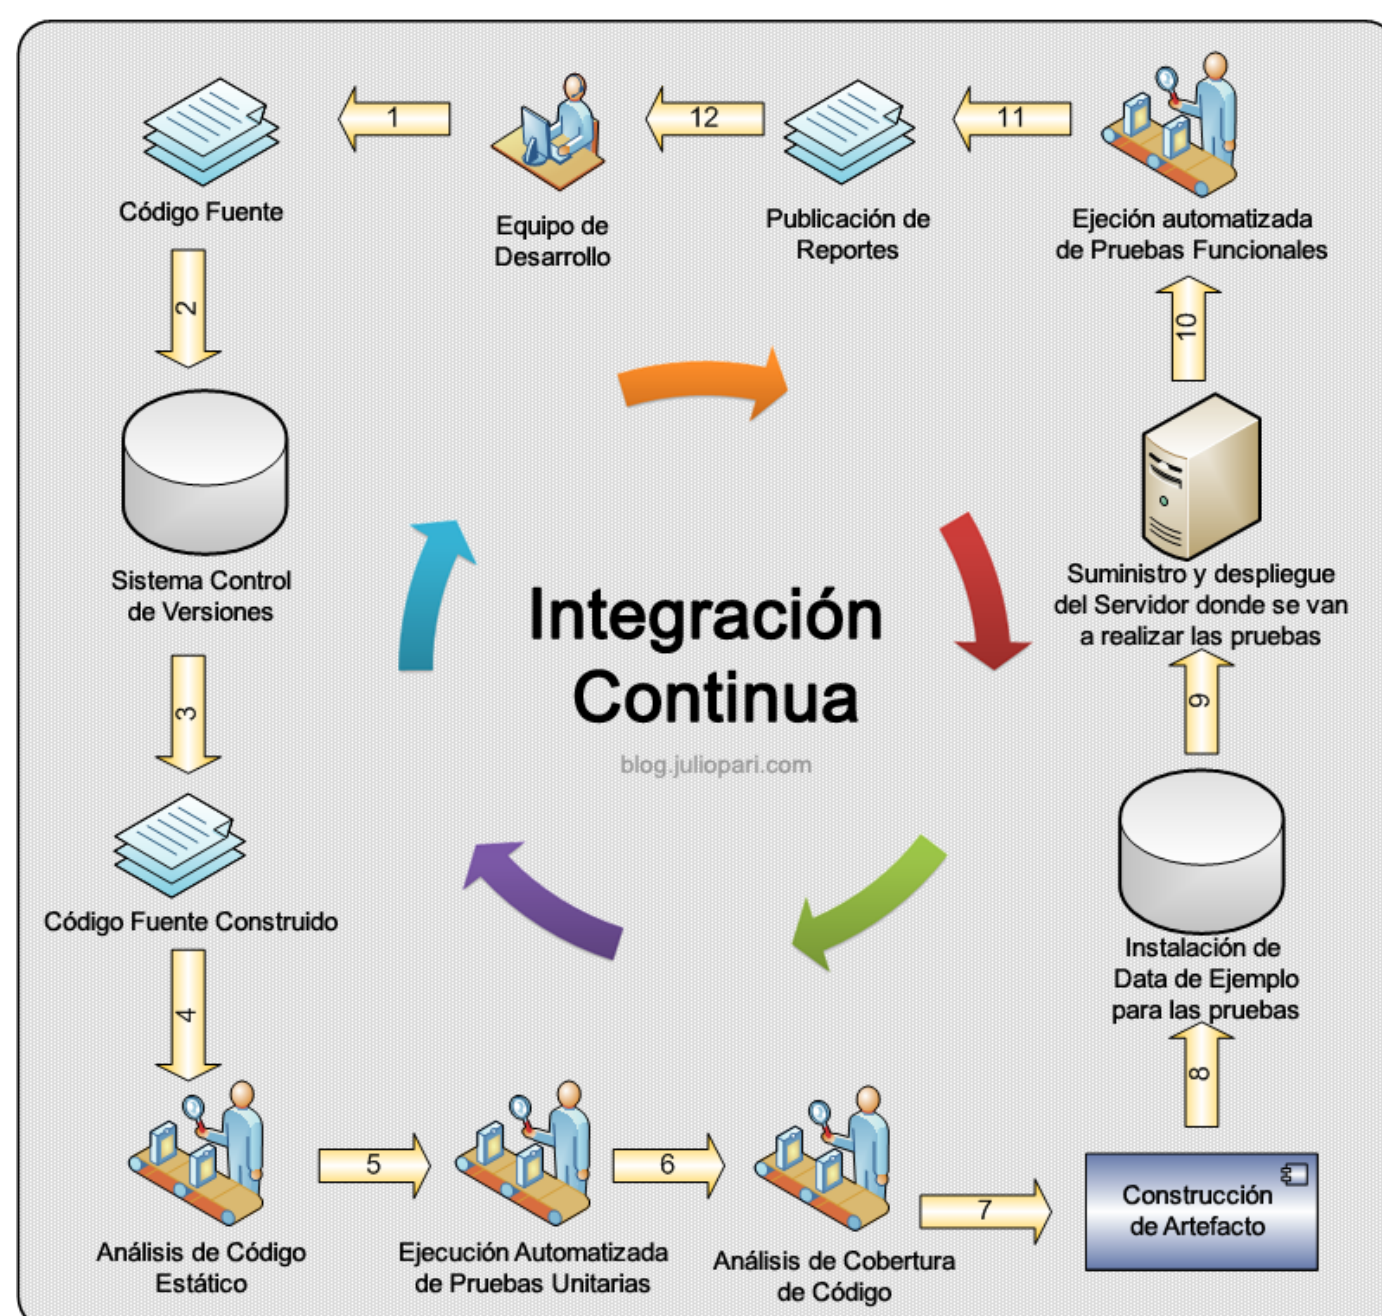 1
12
11
Código Fuente
Equipo de
Desarrollo
Publicación de
Reportes
Ejeción automatizada
de Pruebas Funcionales
2
10
Sistema Control
de Versiones
Suministro y despliegue
del Servidor donde se van
a realizar las pruebas
Integración
Continua
blog.juliopari.com
3
9
Código Fuente Construido
Instalación de
Data de Ejemplo
para las pruebas
4
8
5
6
7
Análisis de Código
Estático
Ejecución Automatizada
de Pruebas Unitarias
Análisis de Cobertura
de Código
Construcción
de Artefacto